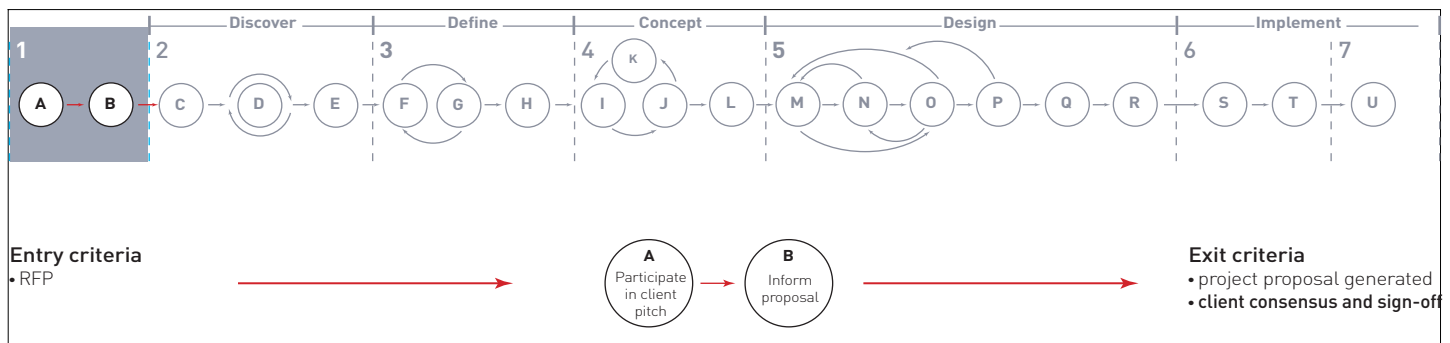 Discover Define Concept Design Implement
1 2 3 4 5 6 7
K
A B C D E F G H I J L M N O P Q R S T U
Entry criteria
• RFP
A
Participate
in client
pitch
B
Inform
proposal
Exit criteria
• project proposal generated
• client consensus and sign-off